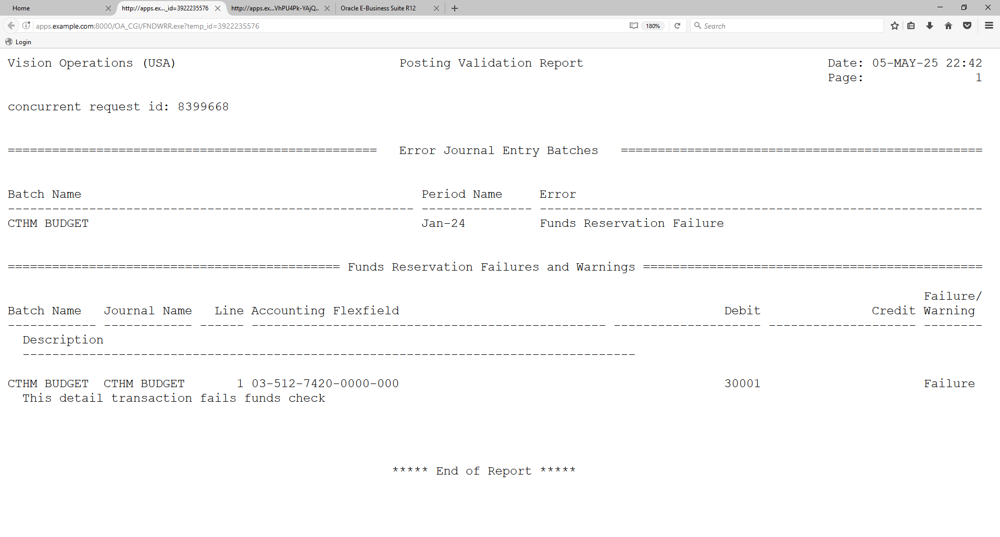 Home
http://apps.ex..._id=3922235576
http://apps.ex...VhPU4Pk-YAjQ...
Oracle E-Business Suite R12
apps.example.com:8000/OA_CGI/FNDWRR.exe?temp_id=3922235576
180%
Search
Login
Vision Operations (USA) Posting Validation Report Date: 05-MAY-25 22:42
Page: 1
concurrent request id: 8399668
================================================== Error Journal Entry Batches =================================================
Batch Name Period Name Error
------------------------------------------------------- --------------- ------------------------------------------------------------
CTHM BUDGET Jan-24 Funds Reservation Failure
============================================= Funds Reservation Failures and Warnings ==============================================
Failure/
Batch Name Journal Name Line Accounting Flexfield Debit Credit Warning
------------ ------------ ------ ------------------------------------------------ -------------------- -------------------- --------
Description
-----------------------------------------------------------------------------------
CTHM BUDGET CTHM BUDGET 1 03-512-7420-0000-000 30001 Failure
This detail transaction fails funds check
***** End of Report *****